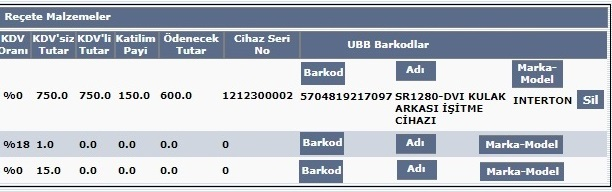 Reçete Malzemeler
KDV Oranı KDV'siz Tutar KDV'li Tutar Katilim Payi Ödenecek Tutar Cihaz Seri No UBB Barkodlar
Barkod Adı Marka-Model
%0 750.0 750.0 150.0 600.0 1212300002 5704819217097 SR1280-DVI KULAK ARKASI İŞİTME CİHAZI INTERTON Sil
%18 1.0 0.0 0.0 0.0 0 Barkod Adı Marka-Model
%0 15.0 0.0 0.0 0.0 0 Barkod Adı Marka-Model